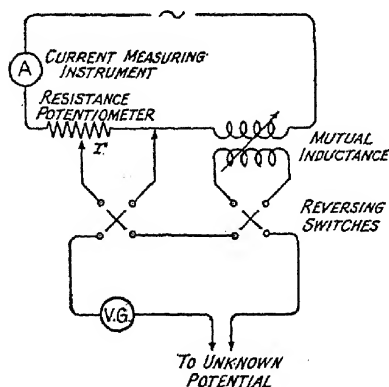 A
CURRENT MEASURING
INSTRUMENT
RESISTANCE
POTENTIOMETER
r.
MUTUAL
INDUCTANCE
REVERSING
SWITCHES
V.G.
TO UNKNOWN
POTENTIAL